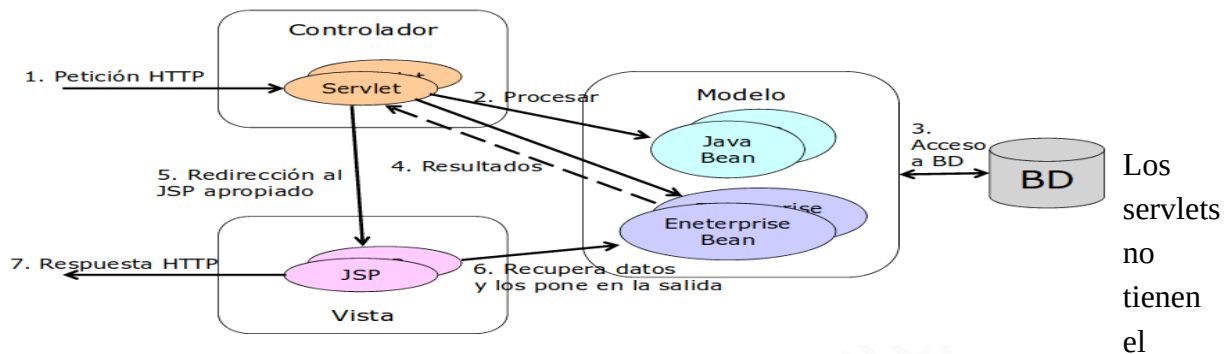 Controlador
1. Petición HTTP
Servlet
2. Procesar
Modelo
Java
Bean
3.
Acceso
a BD
BD
4. Resultados
5. Redirección al
JSP apropiado
Eneterprise
Bean
6. Recupera datos
y los pone en la salida
7. Respuesta HTTP
JSP
Vista
Los
servlets
no
tienen
el